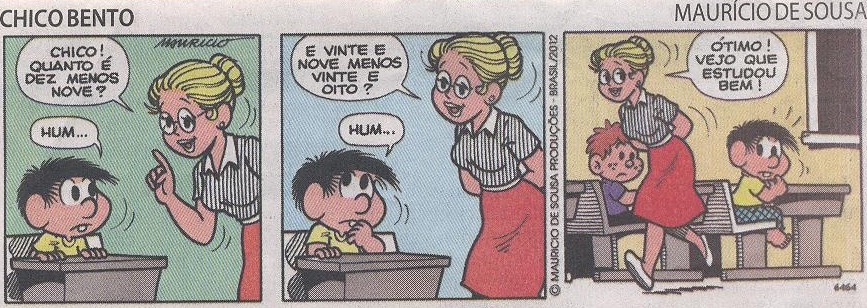 CHICO BENTO
MAURÍCIO DE SOUSA
CHICO!
QUANTO É
DEZ MENOS
NOVE?
MAURICIO
HUM...
E VINTE E
NOVE MENOS
VINTE E
OITO?
HUM...
© MAURICIO DE SOUSA PRODUÇÕES - BRASIL/2012
ÓTIMO!
VEJO QUE
ESTUDOU
BEM!
6464